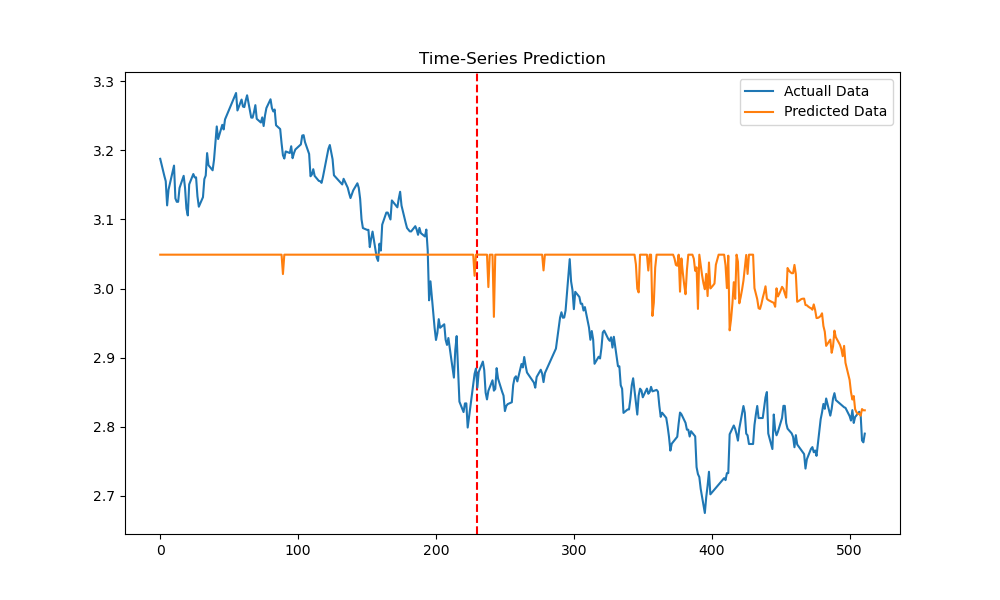 Time-Series Prediction
Actuall Data
Predicted Data
3.3
3.2
3.1
3.0
2.9
2.8
2.7
0 100 200 300 400 500